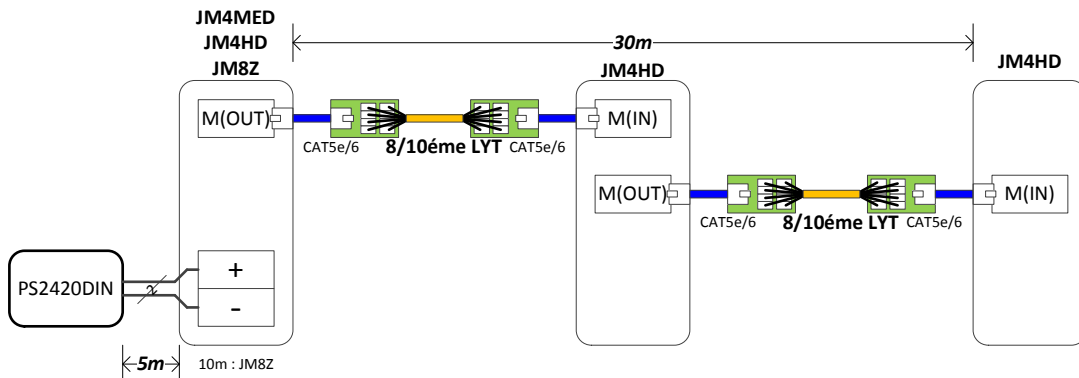 JM4MED
JM4HD
JM8Z
30m
JM4HD
JM4HD
M(OUT)
CAT5e/6
8/10éme LYT
CAT5e/6
M(IN)
M(OUT)
CAT5e/6
8/10éme LYT
CAT5e/6
M(IN)
PS2420DIN
2
+
-
5m
10m : JM8Z